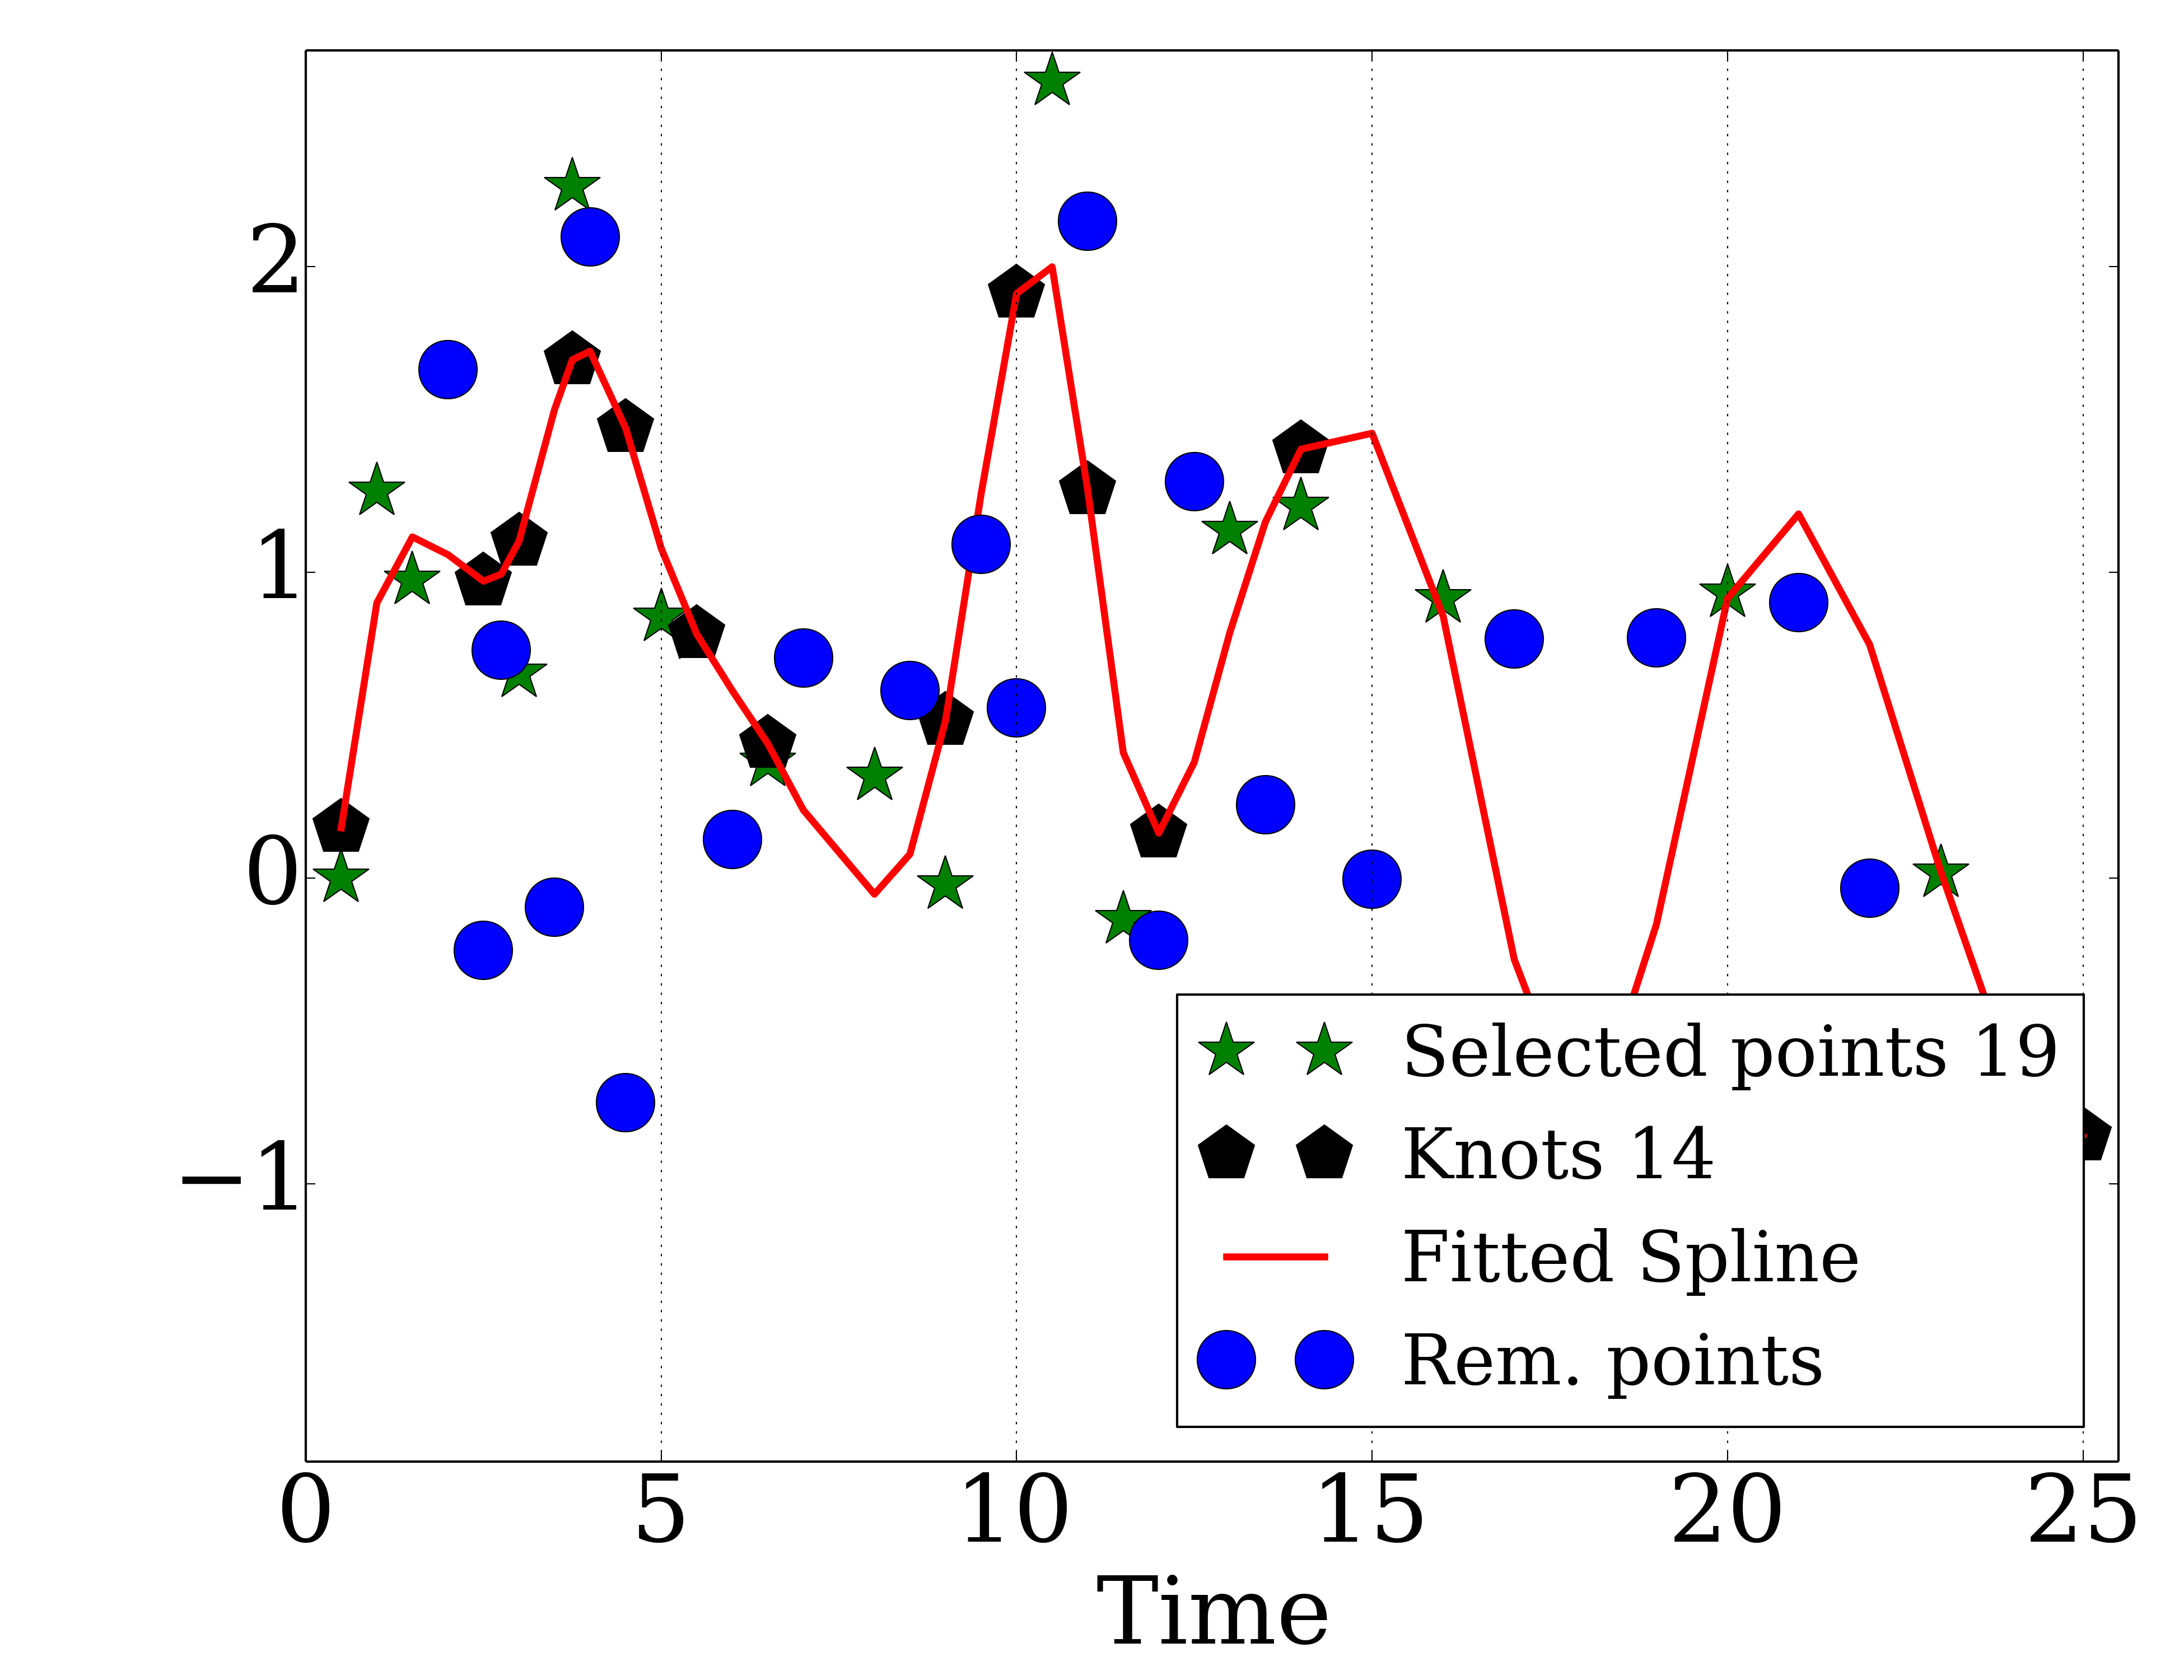 2
1
0
−1
Selected points 19
Knots 14
Fitted Spline
Rem. points
0 5 10 15 20 25
Time